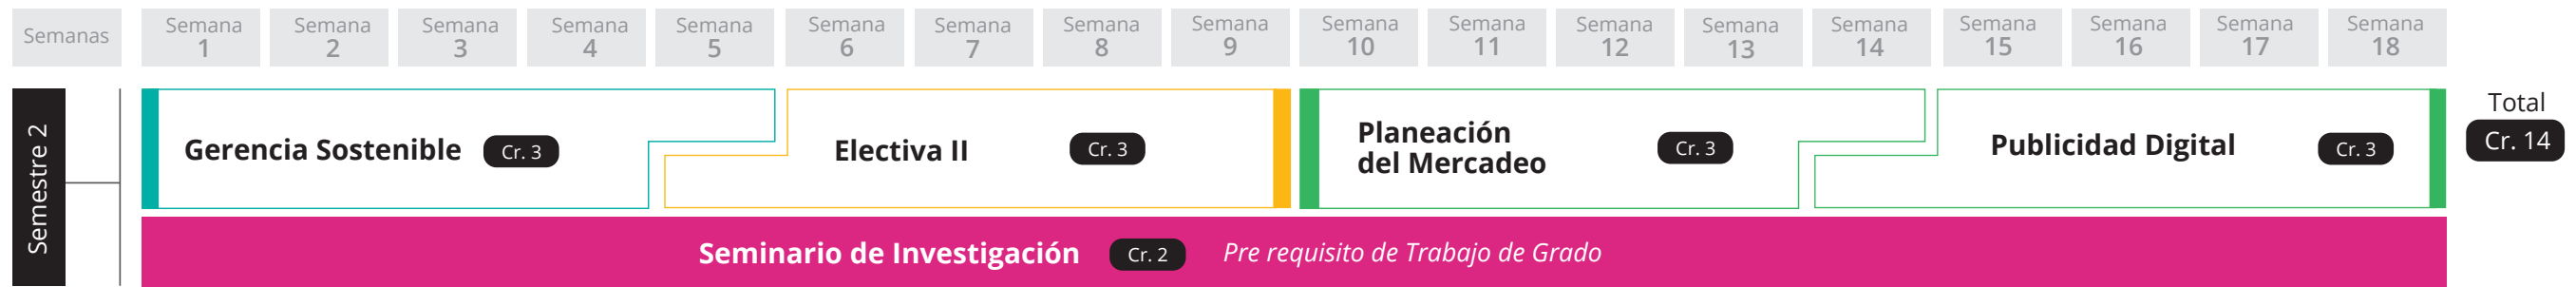 Semanas
Semana
1
Semana
2
Semana
3
Semana
4
Semana
5
Semana
6
Semana
7
Semana
8
Semana
9
Semana
10
Semana
11
Semana
12
Semana
13
Semana
14
Semana
15
Semana
16
Semana
17
Semana
18
Semestre 2
Gerencia Sostenible Cr. 3
Electiva II Cr. 3
Planeación
del Mercadeo
Cr. 3
Publicidad Digital Cr. 3
Total
Cr. 14
Seminario de Investigación Cr. 2 Pre requisito de Trabajo de Grado